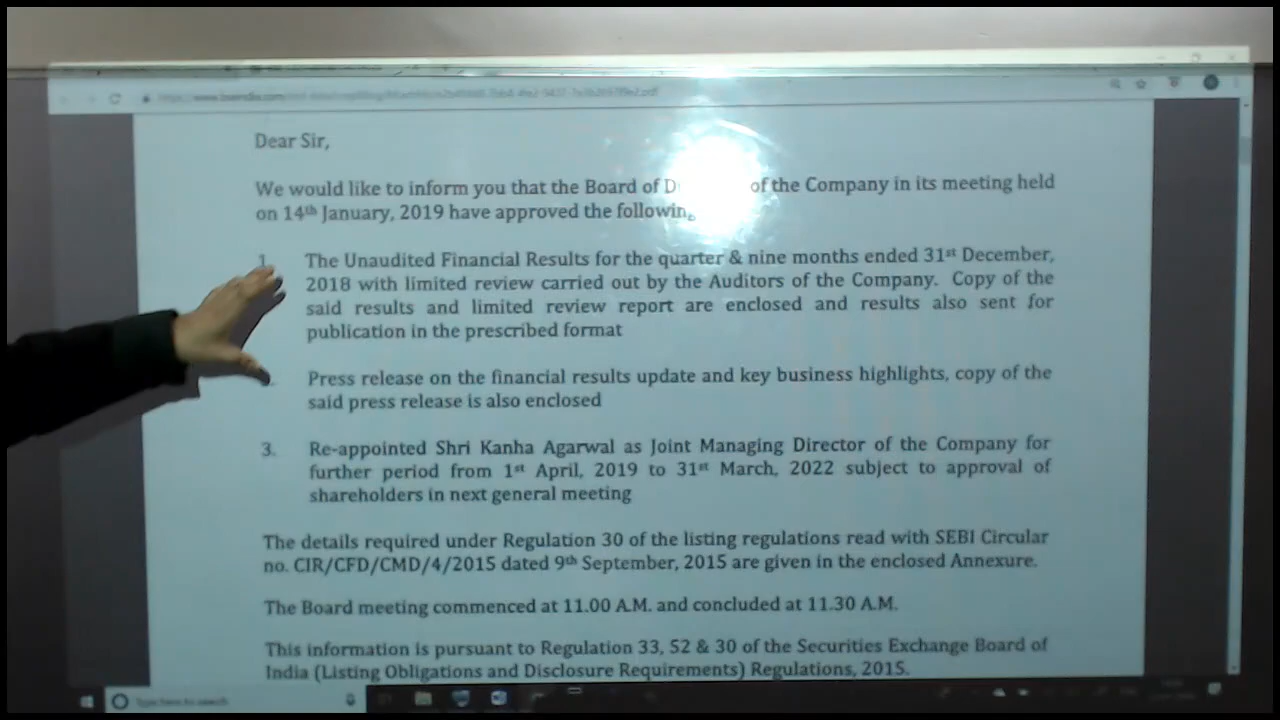 Dear Sir,
We would like to inform you that the Board of of the Company in its meeting held
on 14th January, 2019 have approved the
1.
The Unaudited Financial Results for the quarter & nine months ended 31st December,
2018 with limited review carried out by the Auditors of the Company. Copy of the
said results and limited review report are enclosed and results also sent for
publication in the prescribed format
Press release on the financial results update and key business highlights, copy of the
said press release is also enclosed
3. Re-appointed Shri Kanha Agarwal as Joint Managing Director of the Company for
further period from 1st April, 2019 to 31st March, 2022 subject to approval of
shareholders in next general meeting
The details required under Regulation 30 of the listing regulations read with SEBI Circular
no. CIR/CFD/CMD/4/2015 dated 9th September, 2015 are given in the enclosed Annexure.
The Board meeting commenced at 11.00 A.M. and concluded at 11.30 A.M.
This information is pursuant to Regulation 33, 52 & 30 of the Securities Exchange Board of
India (Listing Obligations and Disclosure Requirements) Regulations, 2015.
Type here to search